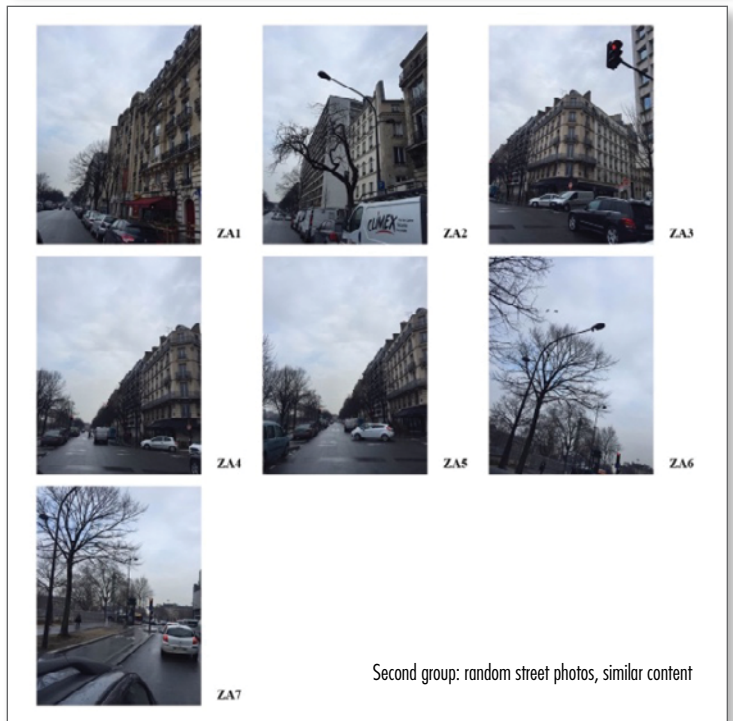 ZA1
CLIMEX
ZA2
ZA3
ZA4
ZA5
ZA6
ZA7
Second group: random street photos, similar content